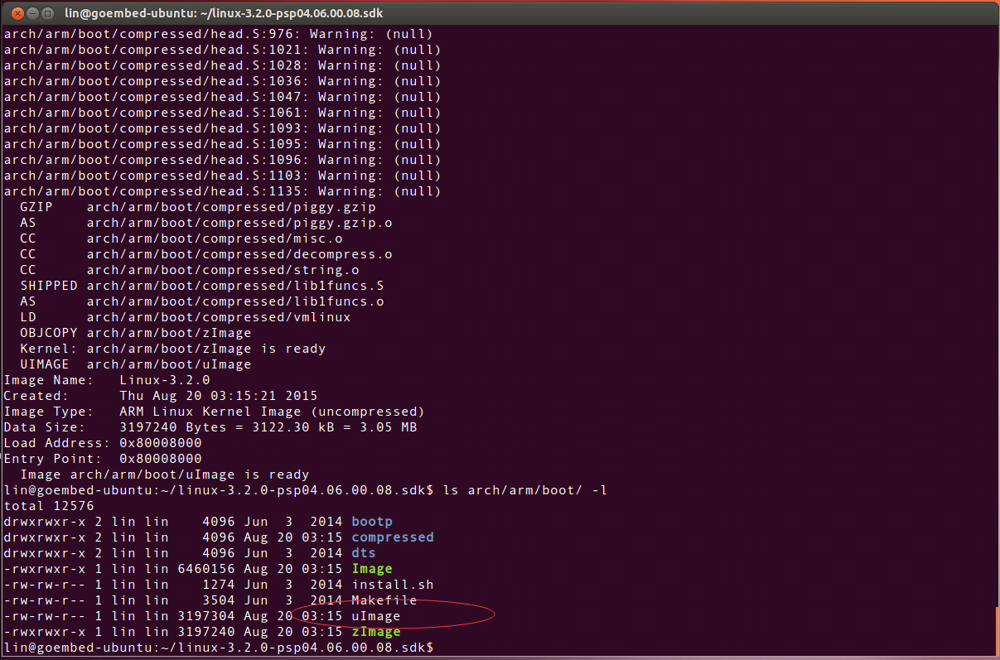 lin@goembed-ubuntu: ~/linux-3.2.0-psp04.06.00.08.sdk
arch/arm/boot/compressed/head.S:976: Warning: (null)
arch/arm/boot/compressed/head.S:1021: Warning: (null)
arch/arm/boot/compressed/head.S:1028: Warning: (null)
arch/arm/boot/compressed/head.S:1036: Warning: (null)
arch/arm/boot/compressed/head.S:1047: Warning: (null)
arch/arm/boot/compressed/head.S:1061: Warning: (null)
arch/arm/boot/compressed/head.S:1093: Warning: (null)
arch/arm/boot/compressed/head.S:1095: Warning: (null)
arch/arm/boot/compressed/head.S:1096: Warning: (null)
arch/arm/boot/compressed/head.S:1103: Warning: (null)
arch/arm/boot/compressed/head.S:1135: Warning: (null)
  GZIP    arch/arm/boot/compressed/piggy.gzip
  AS      arch/arm/boot/compressed/piggy.gzip.o
  CC      arch/arm/boot/compressed/misc.o
  CC      arch/arm/boot/compressed/decompress.o
  CC      arch/arm/boot/compressed/string.o
  SHIPPED arch/arm/boot/compressed/lib1funcs.S
  AS      arch/arm/boot/compressed/lib1funcs.o
  LD      arch/arm/boot/compressed/vmlinux
  OBJCOPY arch/arm/boot/zImage
  Kernel: arch/arm/boot/zImage is ready
  UIMAGE  arch/arm/boot/uImage
Image Name:   Linux-3.2.0
Created:      Thu Aug 20 03:15:21 2015
Image Type:   ARM Linux Kernel Image (uncompressed)
Data Size:    3197240 Bytes = 3122.30 kB = 3.05 MB
Load Address: 0x80008000
Entry Point:  0x80008000
  Image arch/arm/boot/uImage is ready
lin@goembed-ubuntu:~/linux-3.2.0-psp04.06.00.08.sdk$ ls arch/arm/boot/ -l
total 12576
drwxrwxr-x 2 lin lin    4096 Jun  3  2014 bootp
drwxrwxr-x 2 lin lin    4096 Aug 20 03:15 compressed
drwxrwxr-x 2 lin lin    4096 Jun  3  2014 dts
-rwxrwxr-x 1 lin lin 6460156 Aug 20 03:15 Image
-rw-rw-r-- 1 lin lin    1274 Jun  3  2014 install.sh
-rw-rw-r-- 1 lin lin    3504 Jun  3  2014 Makefile
-rw-rw-r-- 1 lin lin 3197304 Aug 20 03:15 uImage
-rwxrwxr-x 1 lin lin 3197240 Aug 20 03:15 zImage
lin@goembed-ubuntu:~/linux-3.2.0-psp04.06.00.08.sdk$